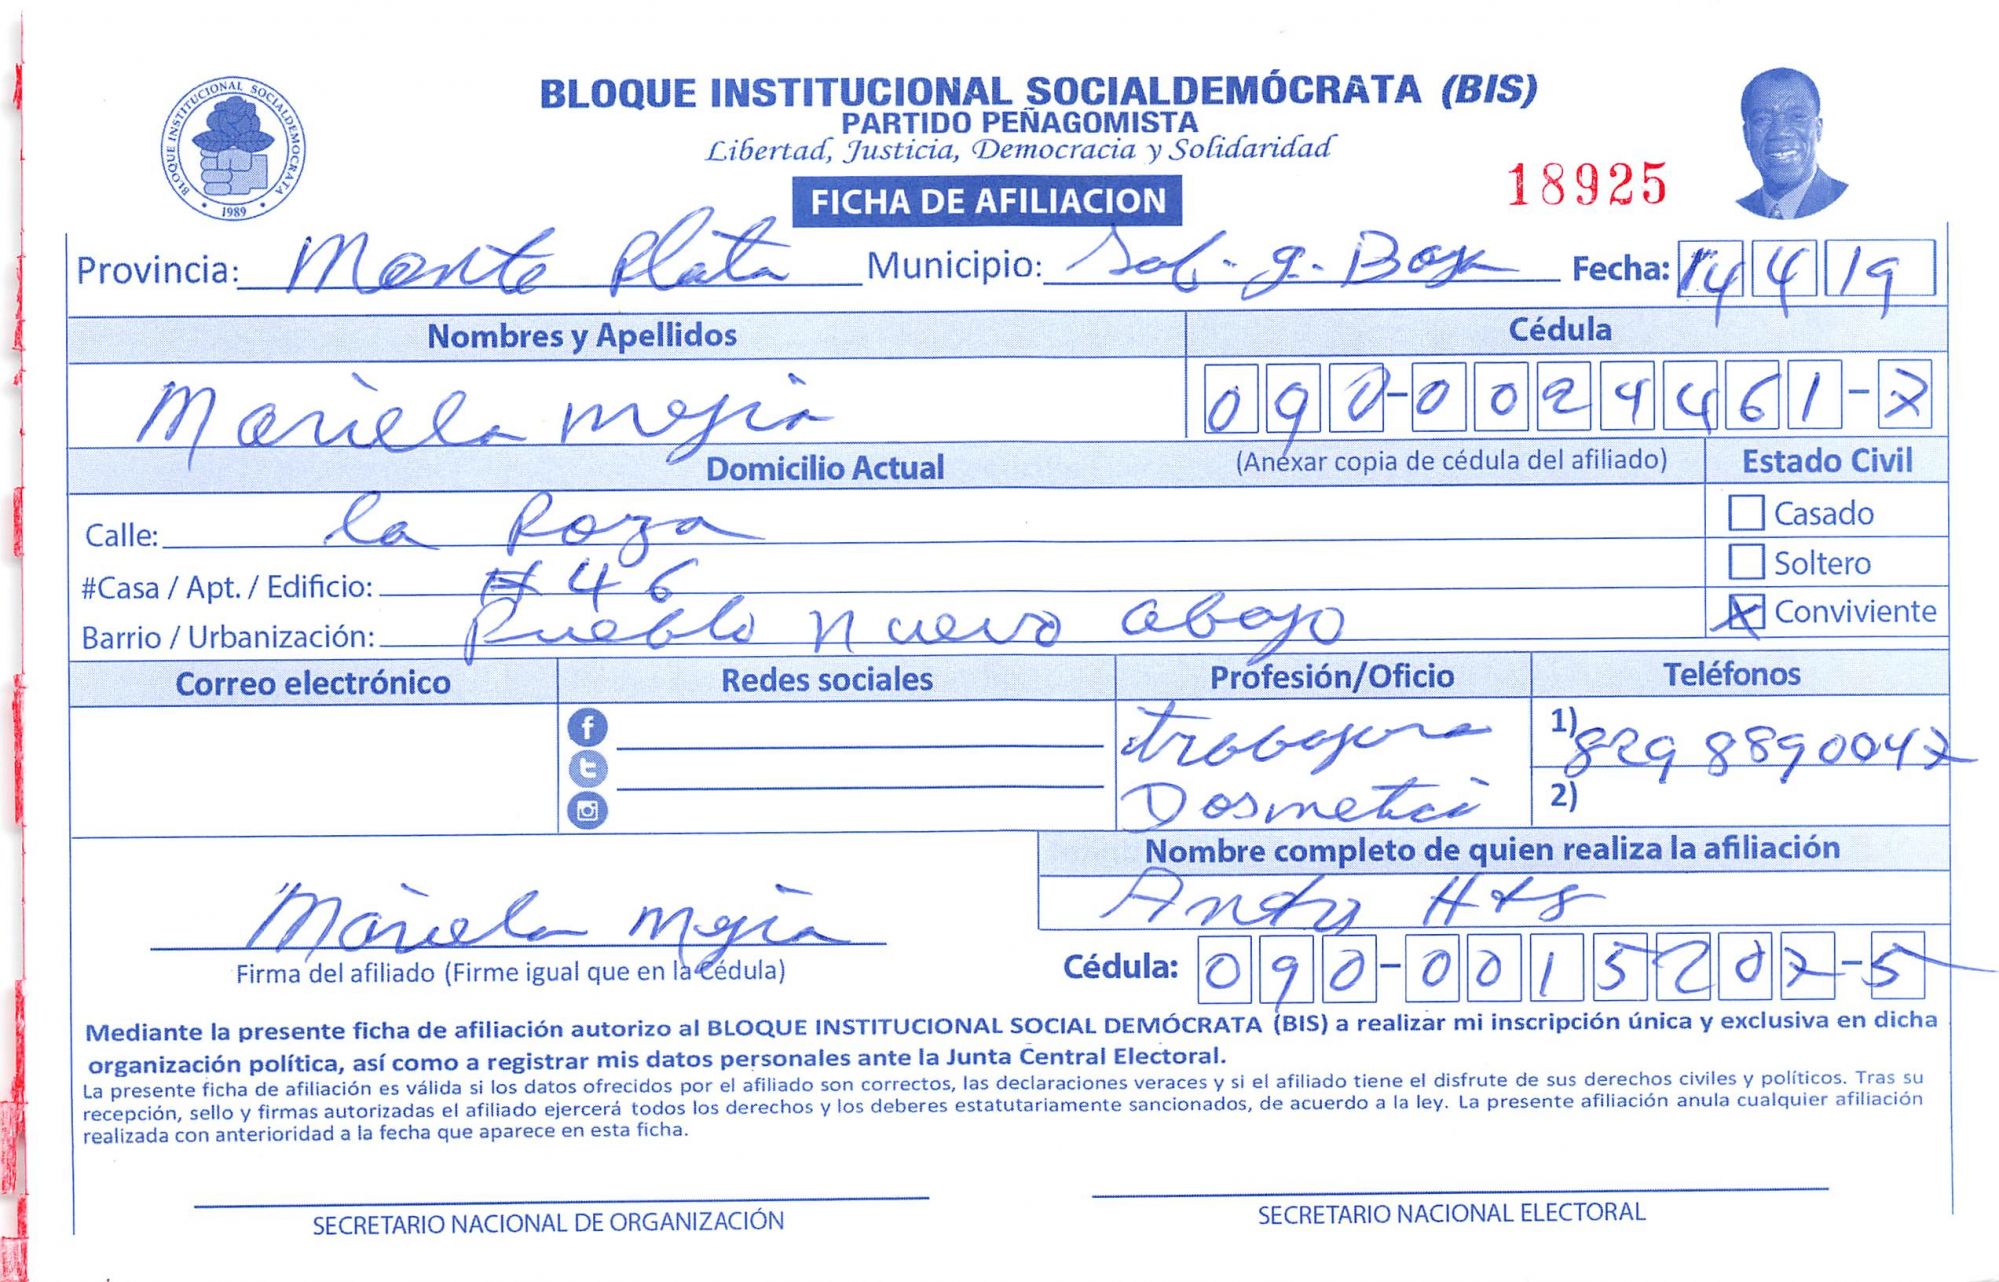 BLOQUE INSTITUCIONAL SOCIALDEMOCRATA
1989
BLOQUE INSTITUCIONAL SOCIALDEMÓCRATA (BIS)
PARTIDO PEÑAGOMISTA
Libertad, Justicia, Democracia y Solidaridad
FICHA DE AFILIACION
18925
Provincia: Monte Plata Municipio: Sab. g. Boya Fecha: 14 4 19
Nombres y Apellidos Cédula
Mariela Mejia 090-0024461-7
Domicilio Actual (Anexar copia de cédula del afiliado) Estado Civil
Calle: la Roza Casado
#Casa / Apt. / Edificio: # 46 Soltero
Barrio / Urbanización: Pueblo nuevo abajo X Conviviente
Correo electrónico Redes sociales Profesión/Oficio Teléfonos
trabajora 1) 829 8890047
Dosmetici 2)
Nombre completo de quien realiza la afiliación
Mariela Mejia
Firma del afiliado (Firme igual que en la Cédula)
Cédula: 090-0015207-5
Mediante la presente ficha de afiliación autorizo al BLOQUE INSTITUCIONAL SOCIAL DEMÓCRATA (BIS) a realizar mi inscripción única y exclusiva en dicha
organización política, así como a registrar mis datos personales ante la Junta Central Electoral.
La presente ficha de afiliación es válida si los datos ofrecidos por el afiliado son correctos, las declaraciones veraces y si el afiliado tiene el disfrute de sus derechos civiles y políticos. Tras su
recepción, sello y firmas autorizadas el afiliado ejercerá todos los derechos y los deberes estatutariamente sancionados, de acuerdo a la ley. La presente afiliación anula cualquier afiliación
realizada con anterioridad a la fecha que aparece en esta ficha.
SECRETARIO NACIONAL DE ORGANIZACIÓN SECRETARIO NACIONAL ELECTORAL